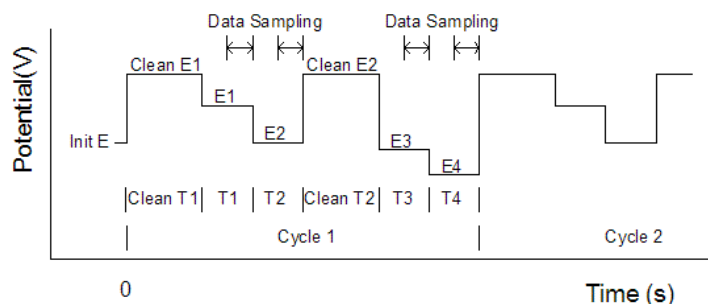 Data Sampling Data Sampling
Clean E1 Clean E2
E1
Init E E2 E3
E4
Clean T1 T1 T2 Clean T2 T3 T4
Cycle 1 Cycle 2
0
Time (s)
Potential(V)